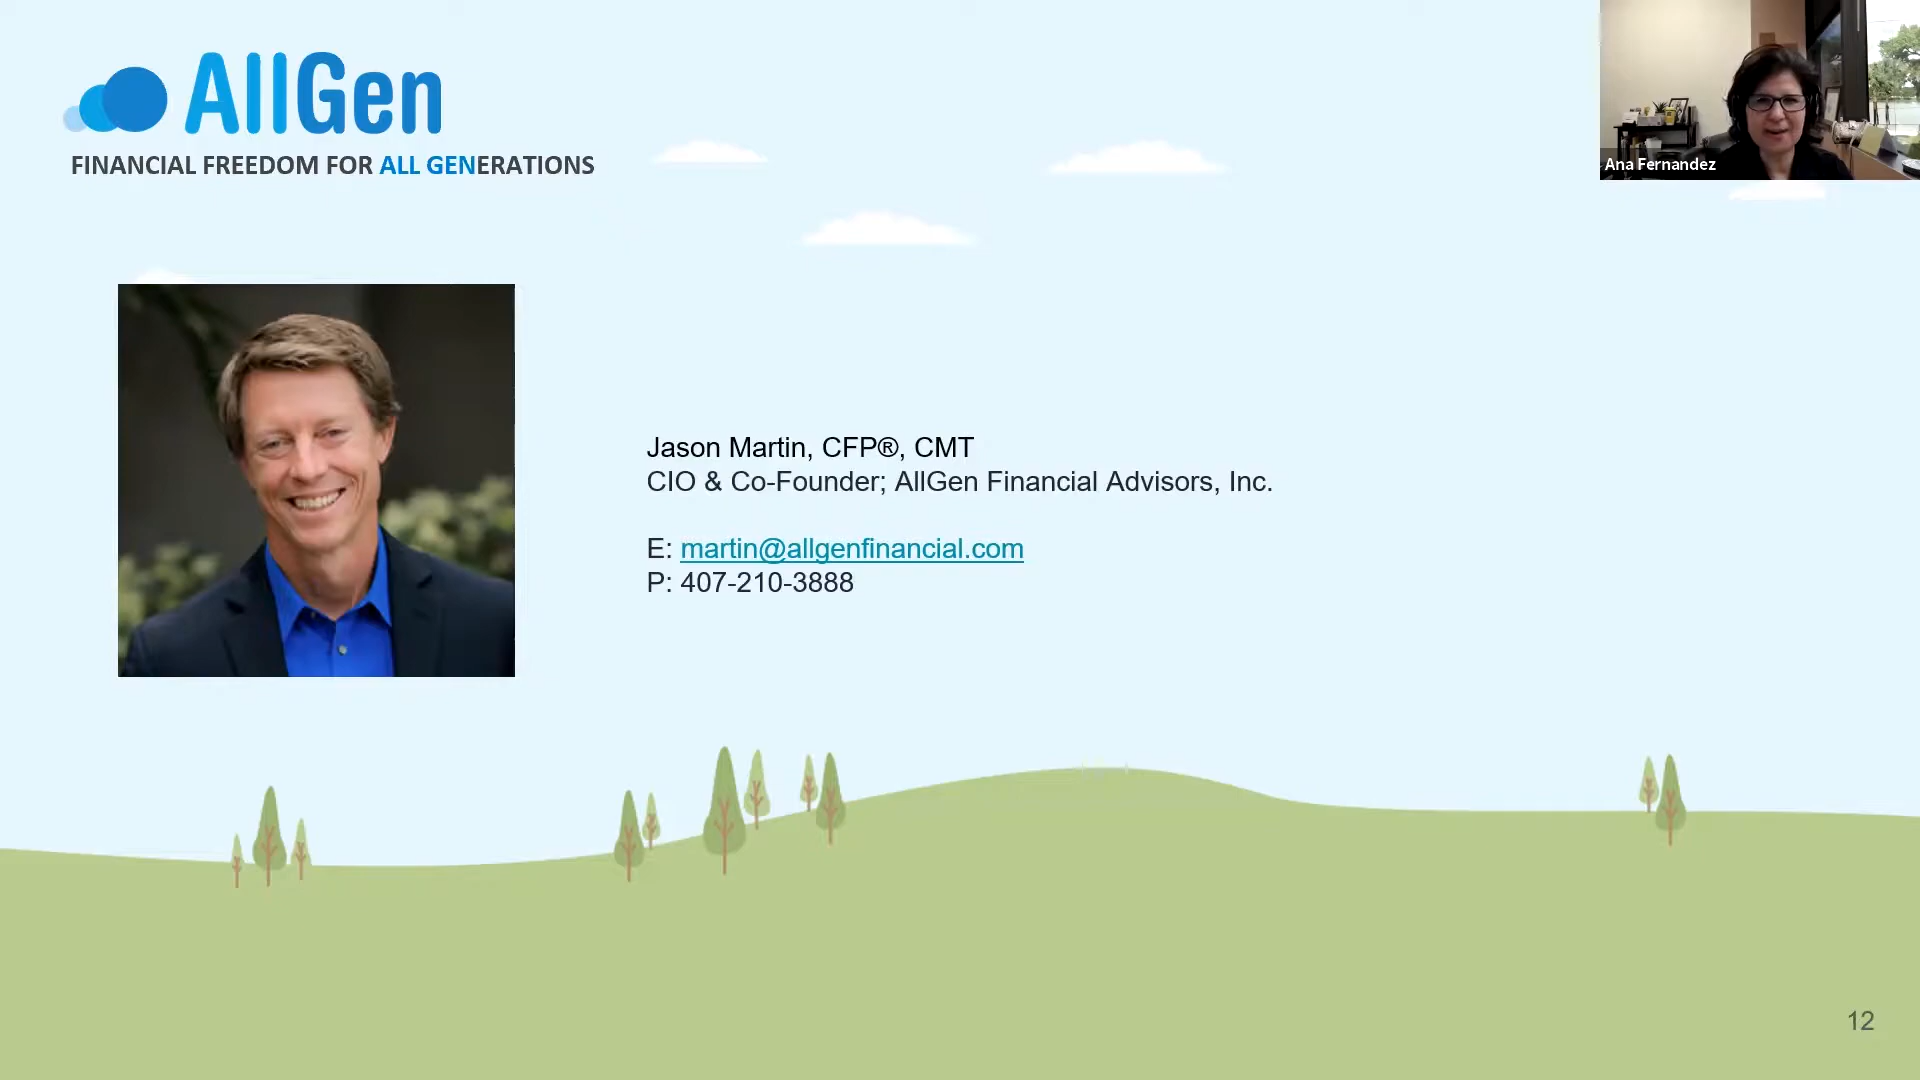 AllGen
FINANCIAL FREEDOM FOR ALL GENERATIONS
Ana Fernandez
Jason Martin, CFP®, CMT
CIO & Co-Founder; AllGen Financial Advisors, Inc.
E: martin@allgenfinancial.com
P: 407-210-3888
12